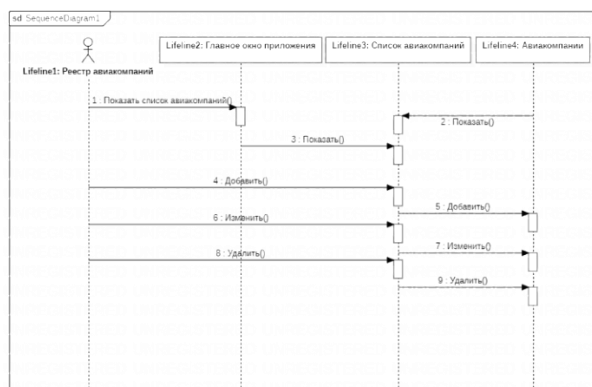 sd SequenceDiagram1
Lifeline2: Главное окно приложения
Lifeline3: Список авиакомпаний
Lifeline4: Авиакомпании
Lifeline1: Реестр авиакомпаний
1 : Показать список авиакомпаний()
2 : Показать()
3 : Показать()
4 : Добавить()
5 : Добавить()
6 : Изменить()
7 : Изменить()
8 : Удалить()
9 : Удалить()